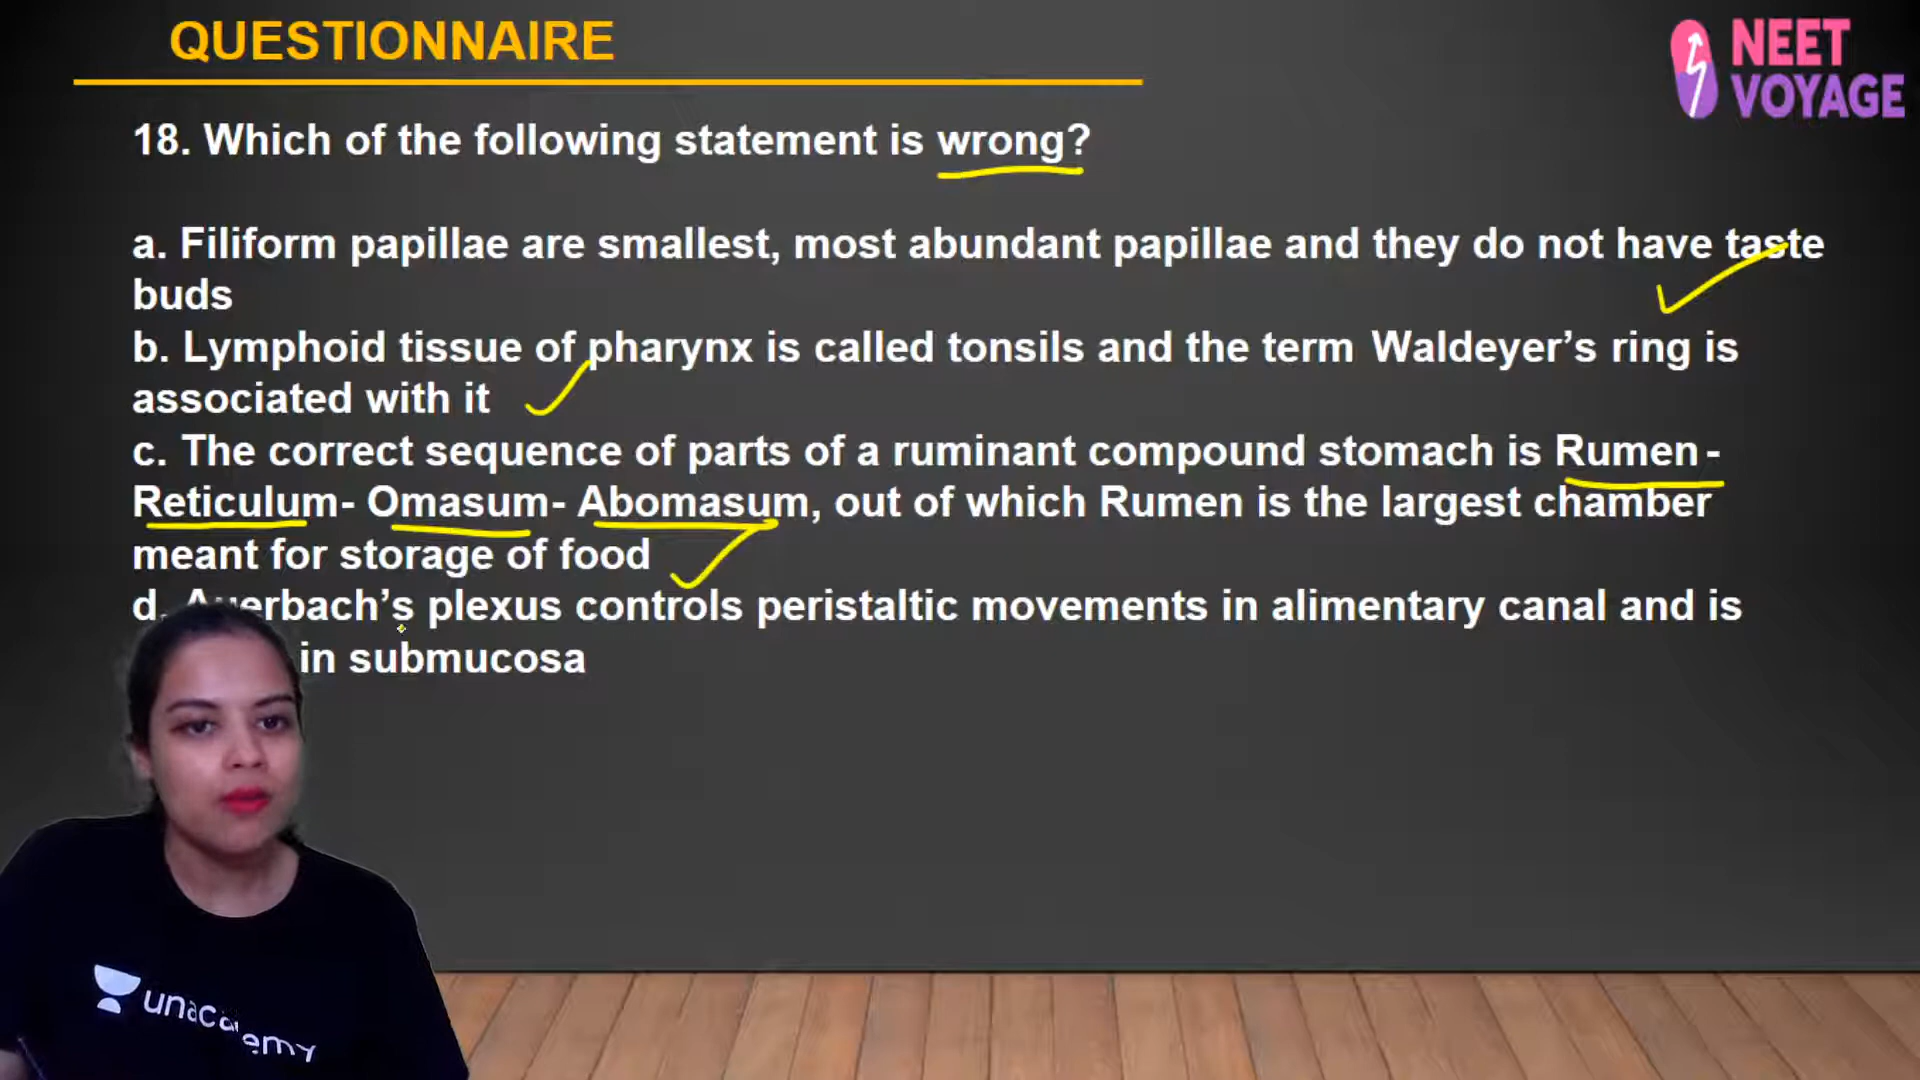 QUESTIONNAIRE
NEET
VOYAGE
18. Which of the following statement is wrong?
a. Filiform papillae are smallest, most abundant papillae and they do not have taste
buds
b. Lymphoid tissue of pharynx is called tonsils and the term Waldeyer’s ring is
associated with it
c. The correct sequence of parts of a ruminant compound stomach is Rumen-
Reticulum- Omasum- Abomasum, out of which Rumen is the largest chamber
meant for storage of food
d. Auerbach’s plexus controls peristaltic movements in alimentary canal and is
in submucosa
unacademy